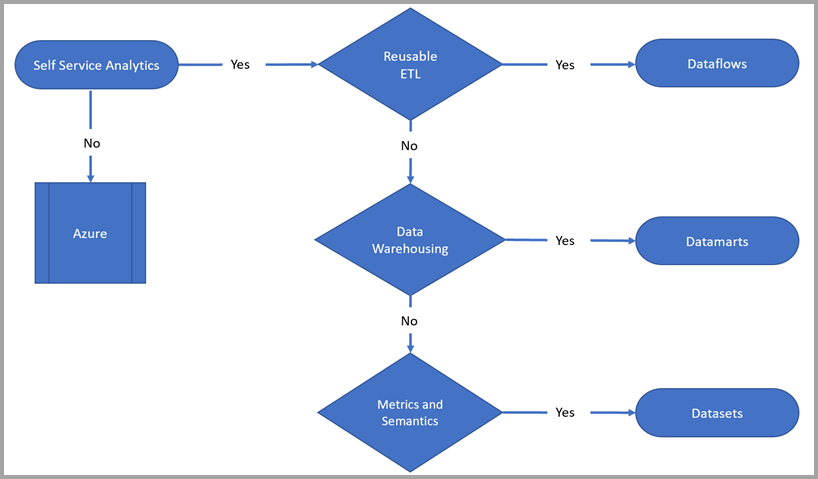 Self Service Analytics
Yes
Reusable
ETL
Yes
Dataflows
No
No
Azure
Data
Warehousing
Yes
Datamarts
No
Metrics and
Semantics
Yes
Datasets